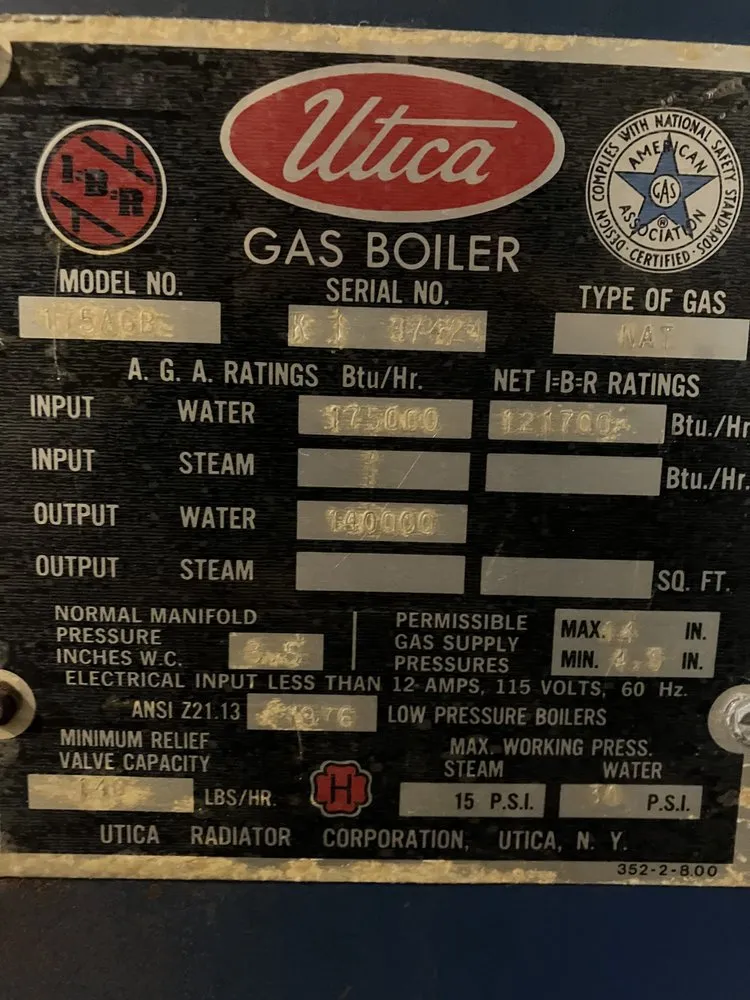 I=B=R
Utica
DESIGN COMPLIES WITH NATIONAL SAFETY STANDARDS · CERTIFIED ·
AMERICAN
GAS
®
ASSOCIATION
GAS BOILER
MODEL NO. SERIAL NO. TYPE OF GAS
175AGB NAT
A. G. A. RATINGS Btu/Hr. NET I=B=R RATINGS
INPUT WATER 175000 121700 Btu./Hr
INPUT STEAM Btu./Hr.
OUTPUT WATER 140000
OUTPUT STEAM SQ. FT.
NORMAL MANIFOLD
PRESSURE
INCHES W.C. 3.5
PERMISSIBLE
GAS SUPPLY
PRESSURES
MAX. IN.
MIN. IN.
ELECTRICAL INPUT LESS THAN 12 AMPS, 115 VOLTS, 60 Hz.
ANSI Z21.13 LOW PRESSURE BOILERS
MINIMUM RELIEF
VALVE CAPACITY
LBS/HR.
H
MAX. WORKING PRESS.
STEAM WATER
15 P.S.I. P.S.I.
UTICA RADIATOR CORPORATION, UTICA, N. Y.
352-2-8.00